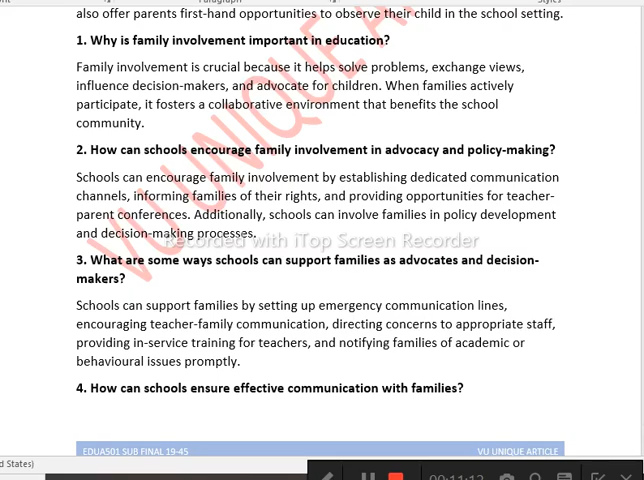 Paragraph
Styles
also offer parents first-hand opportunities to observe their child in the school setting.
1. Why is family involvement important in education?
Family involvement is crucial because it helps solve problems, exchange views,
influence decision-makers, and advocate for children. When families actively
participate, it fosters a collaborative environment that benefits the school
community.
2. How can schools encourage family involvement in advocacy and policy-making?
Schools can encourage family involvement by establishing dedicated communication
channels, informing families of their rights, and providing opportunities for teacher-
parent conferences. Additionally, schools can involve families in policy development
and decision-making processes.
Recorded with iTop Screen Recorder
3. What are some ways schools can support families as advocates and decision-
makers?
Schools can support families by setting up emergency communication lines,
encouraging teacher-family communication, directing concerns to appropriate staff,
providing in-service training for teachers, and notifying families of academic or
behavioural issues promptly.
4. How can schools ensure effective communication with families?
VU UNIQUE A
EDUA501 SUB FINAL 19-45
VU UNIQUE ARTICLE
d States)
00:11:12